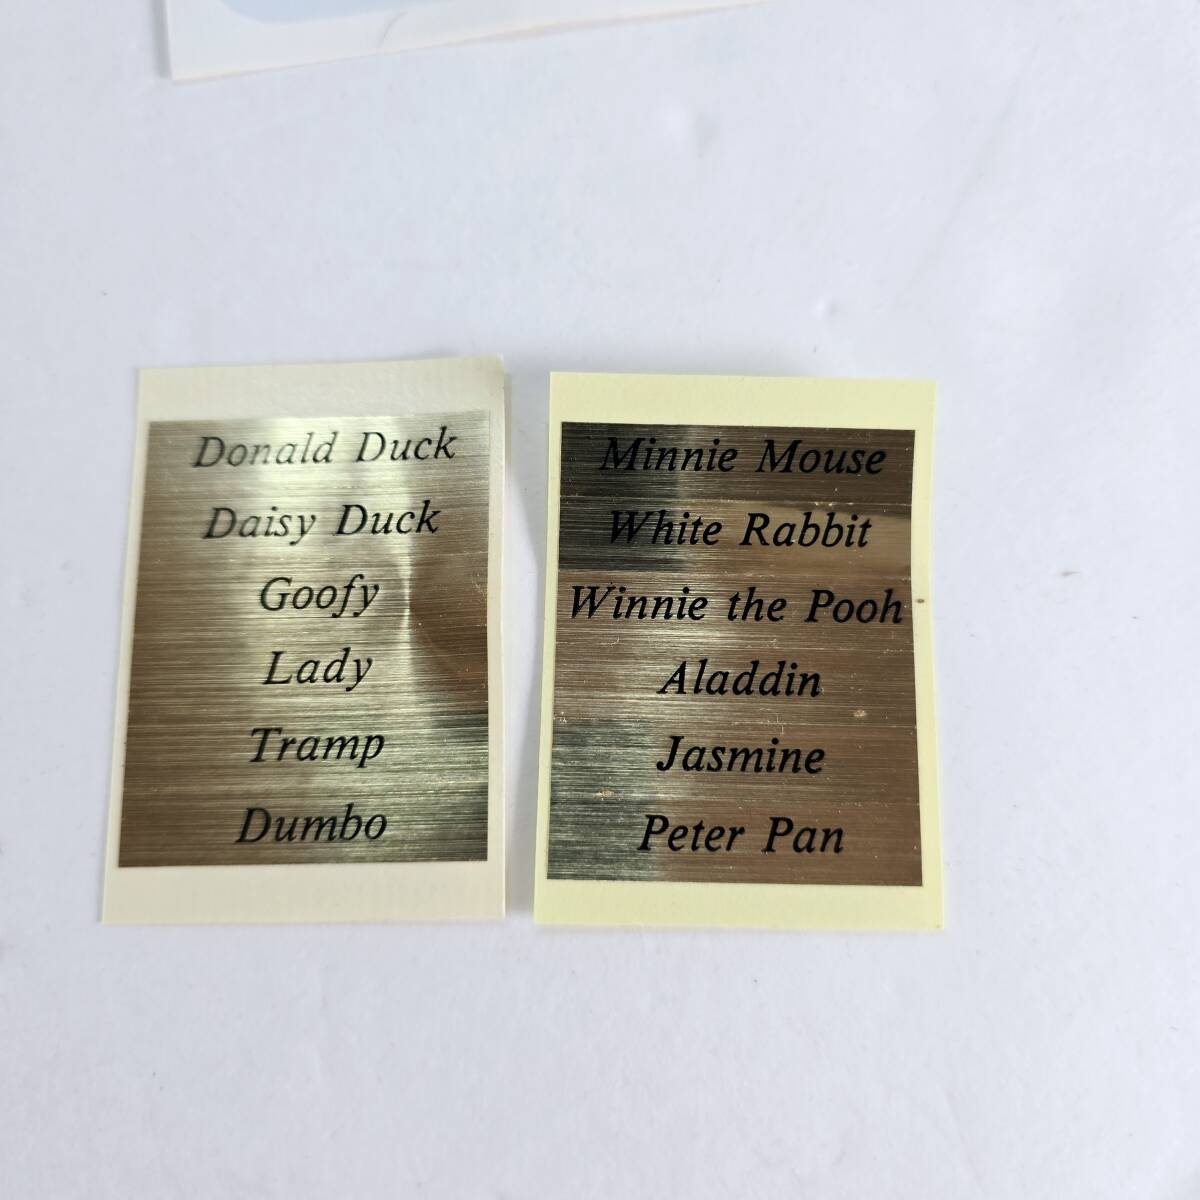 Donald Duck
Daisy Duck
Goofy
Lady
Tramp
Dumbo
Minnie Mouse
White Rabbit
Winnie the Pooh
Aladdin
Jasmine
Peter Pan